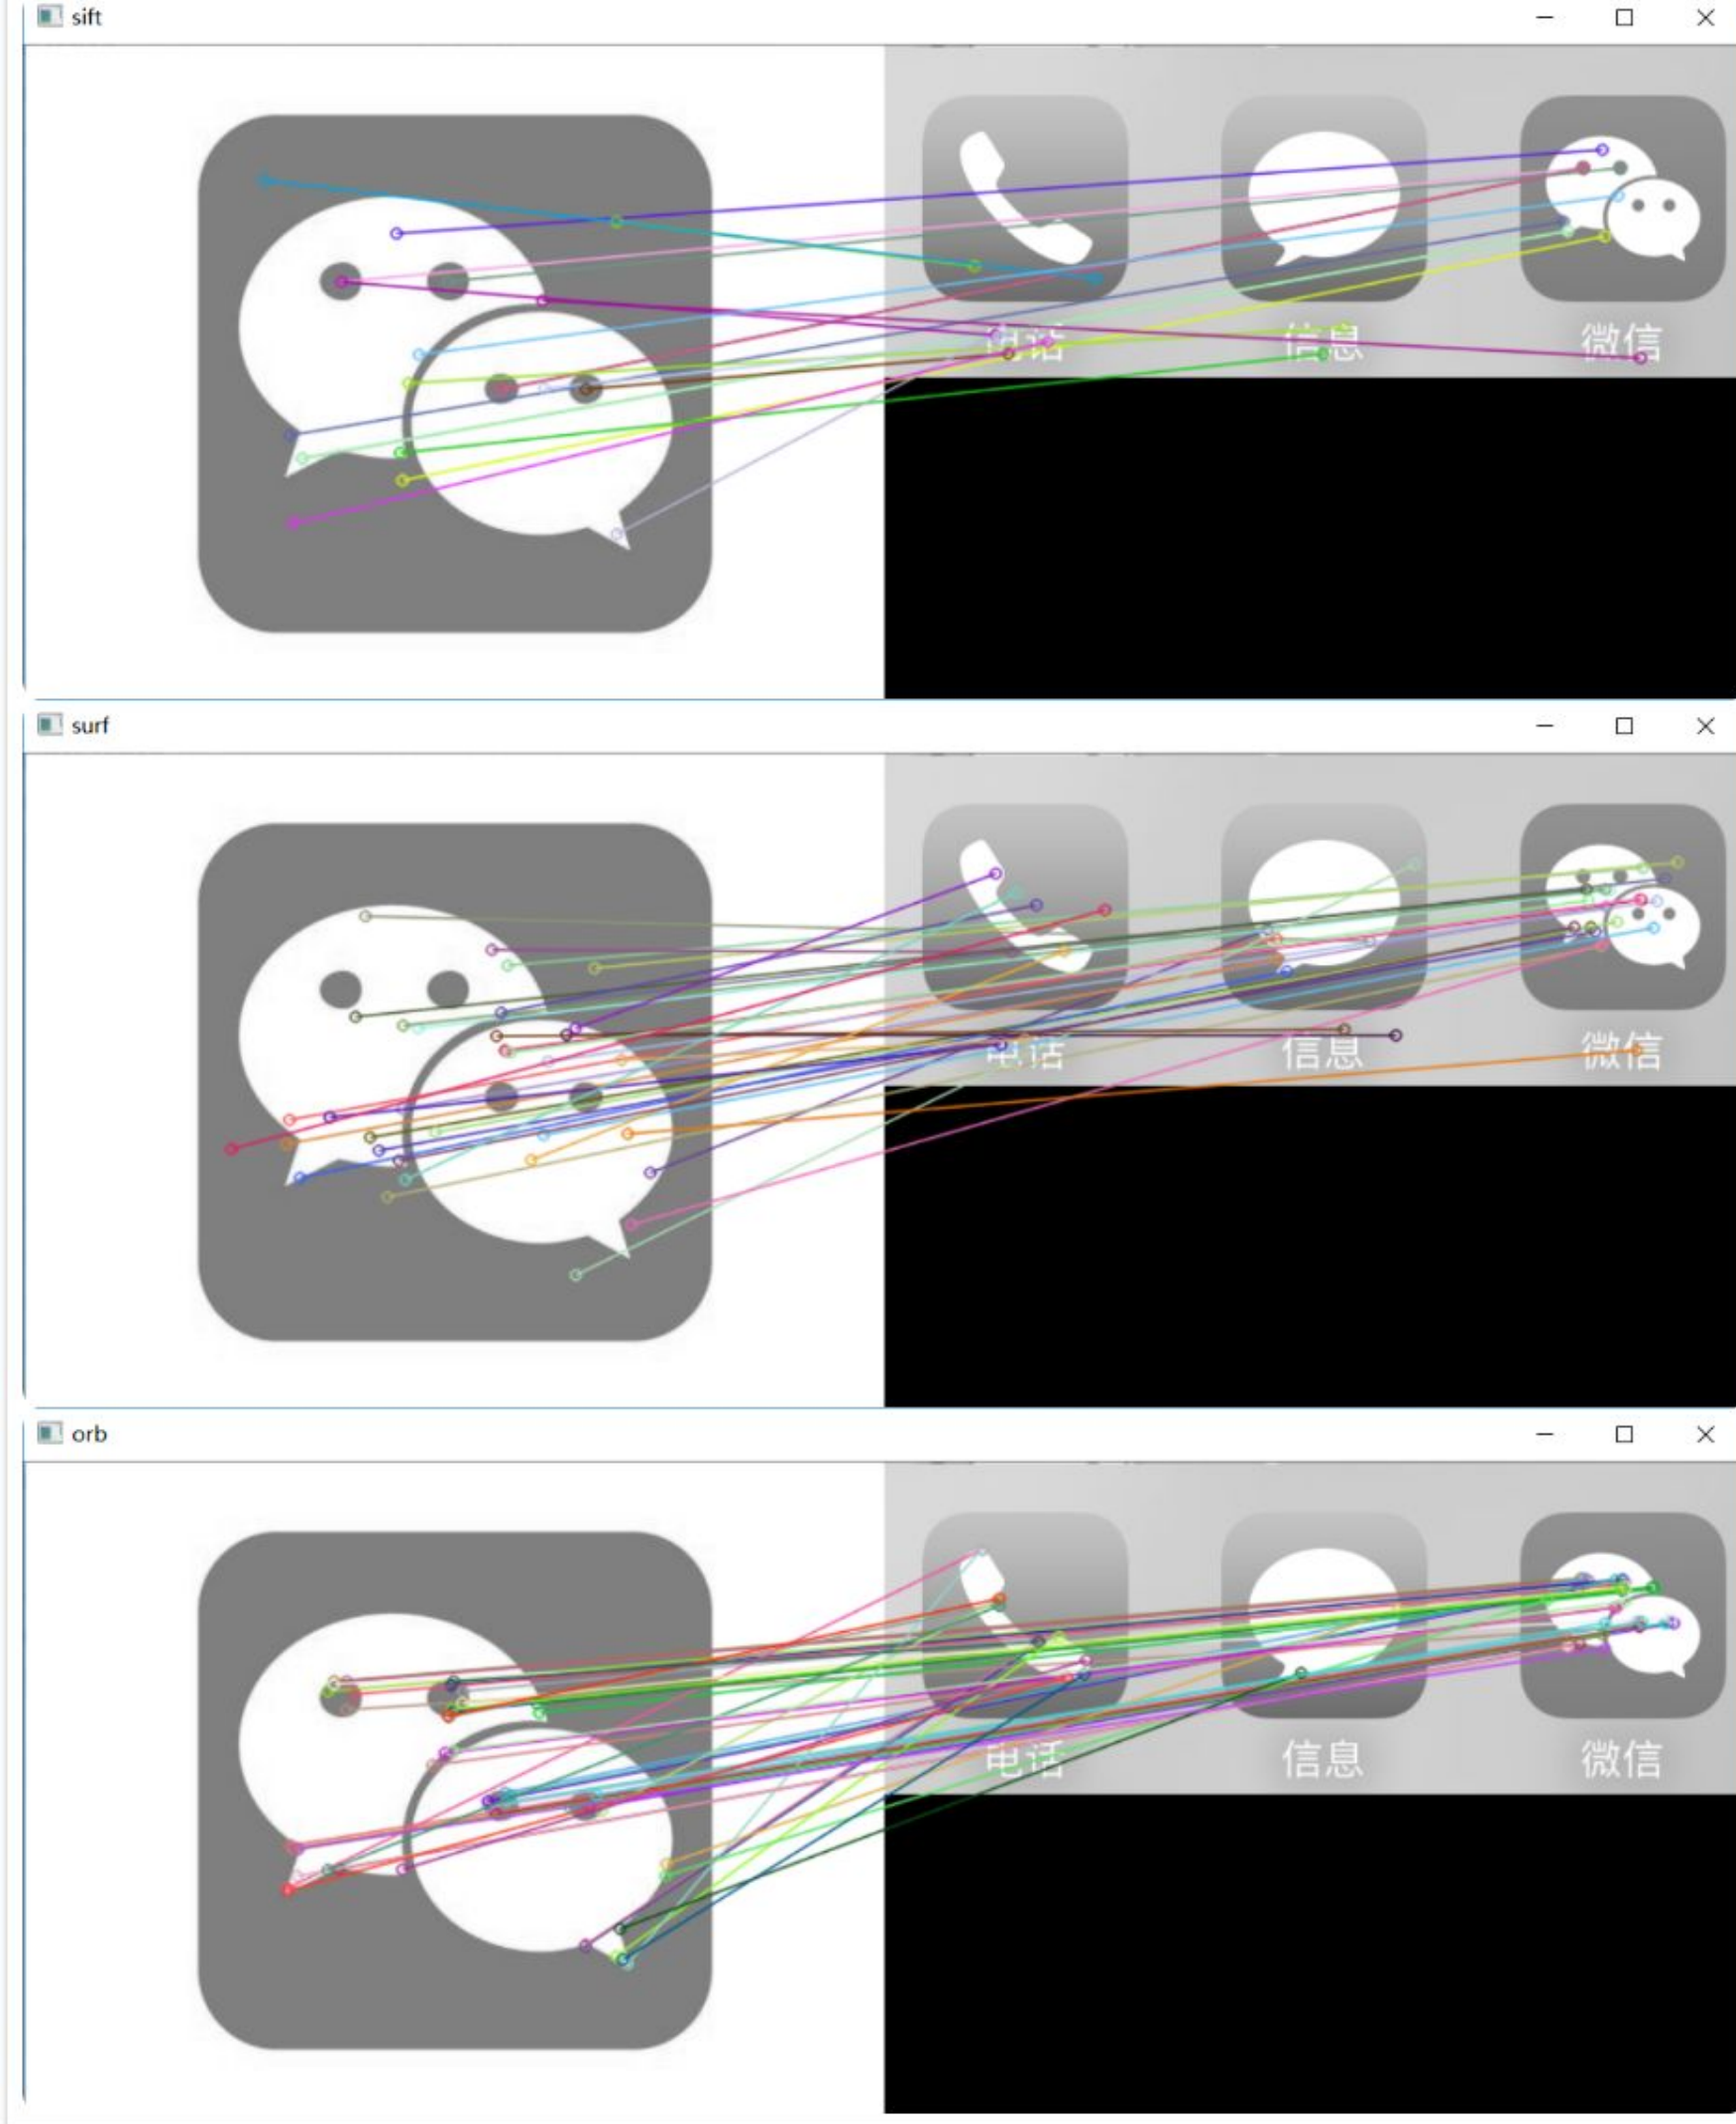 sift
电话 信息 微信
surf
电话 信息 微信
orb
电话 信息 微信